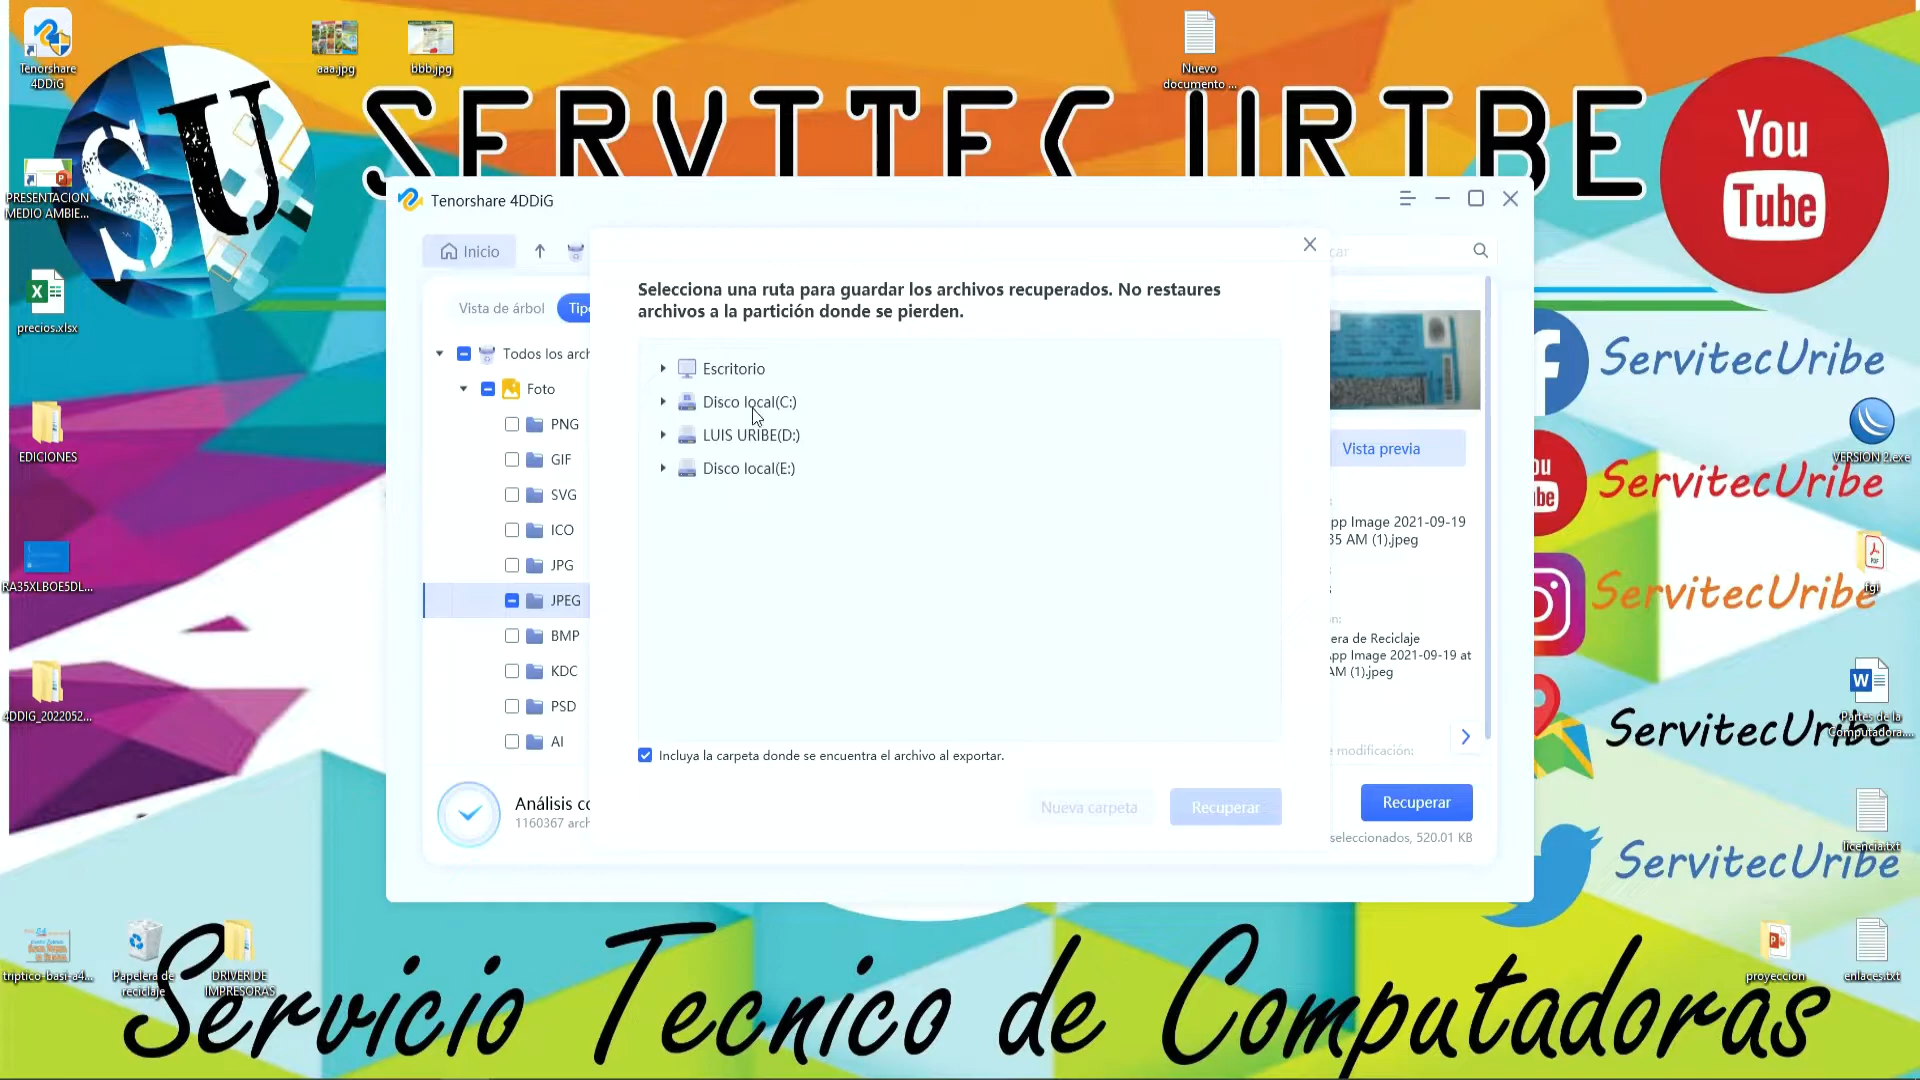 Tenorshare
4DDiG
aaa.jpg
bbb.jpg
Nuevo
documento ...
SERVITEC URIBE
SU
You
Tube
PRESENTACION
MEDIO AMBIE...
precios.xlsx
EDICIONES
RA35XLBOE5DL...
4DDIG_2022052...
triptico-basi-a4...
Papelera de
reciclaje
DRIVER DE
IMPRESORAS
Tenorshare 4DDiG
Inicio
Vista de árbol
Tipo
Todos los arch
Foto
PNG
GIF
SVG
ICO
JPG
JPEG
BMP
KDC
PSD
AI
Análisis co
1160367 arch
Selecciona una ruta para guardar los archivos recuperados. No restaures
archivos a la partición donde se pierden.
Escritorio
Disco local(C:)
LUIS URIBE(D:)
Disco local(E:)
Incluya la carpeta donde se encuentra el archivo al exportar.
Nueva carpeta
Recuperar
car
Vista previa
pp Image 2021-09-19
35 AM (1).jpeg
era de Reciclaje
App Image 2021-09-19 at
AM (1).jpeg
e modificación:
Recuperar
seleccionados, 520.01 KB
ServitecUribe
ServitecUribe
ServitecUribe
ServitecUribe
ServitecUribe
VERSION 2.exe
fgi
Partes de la
Computadora....
licencia.txt
proyeccion
enlaces.txt
Servicio Tecnico de Computadoras